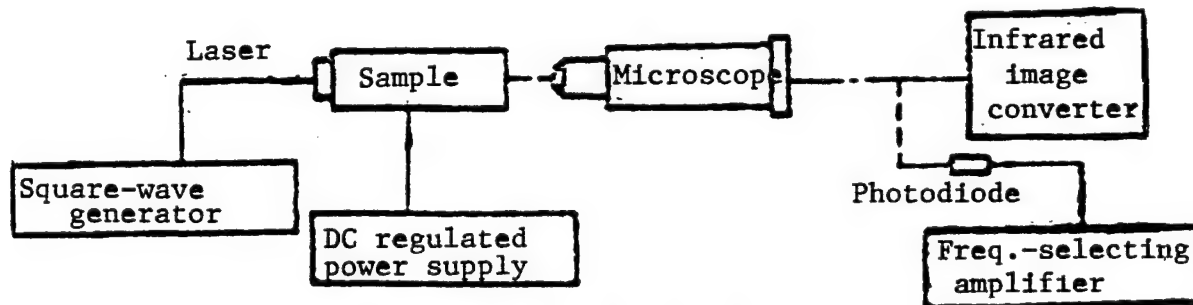 Laser
Sample
Microscope
Infrared
image
converter
Square-wave
generator
DC regulated
power supply
Photodiode
Freq.-selecting
amplifier